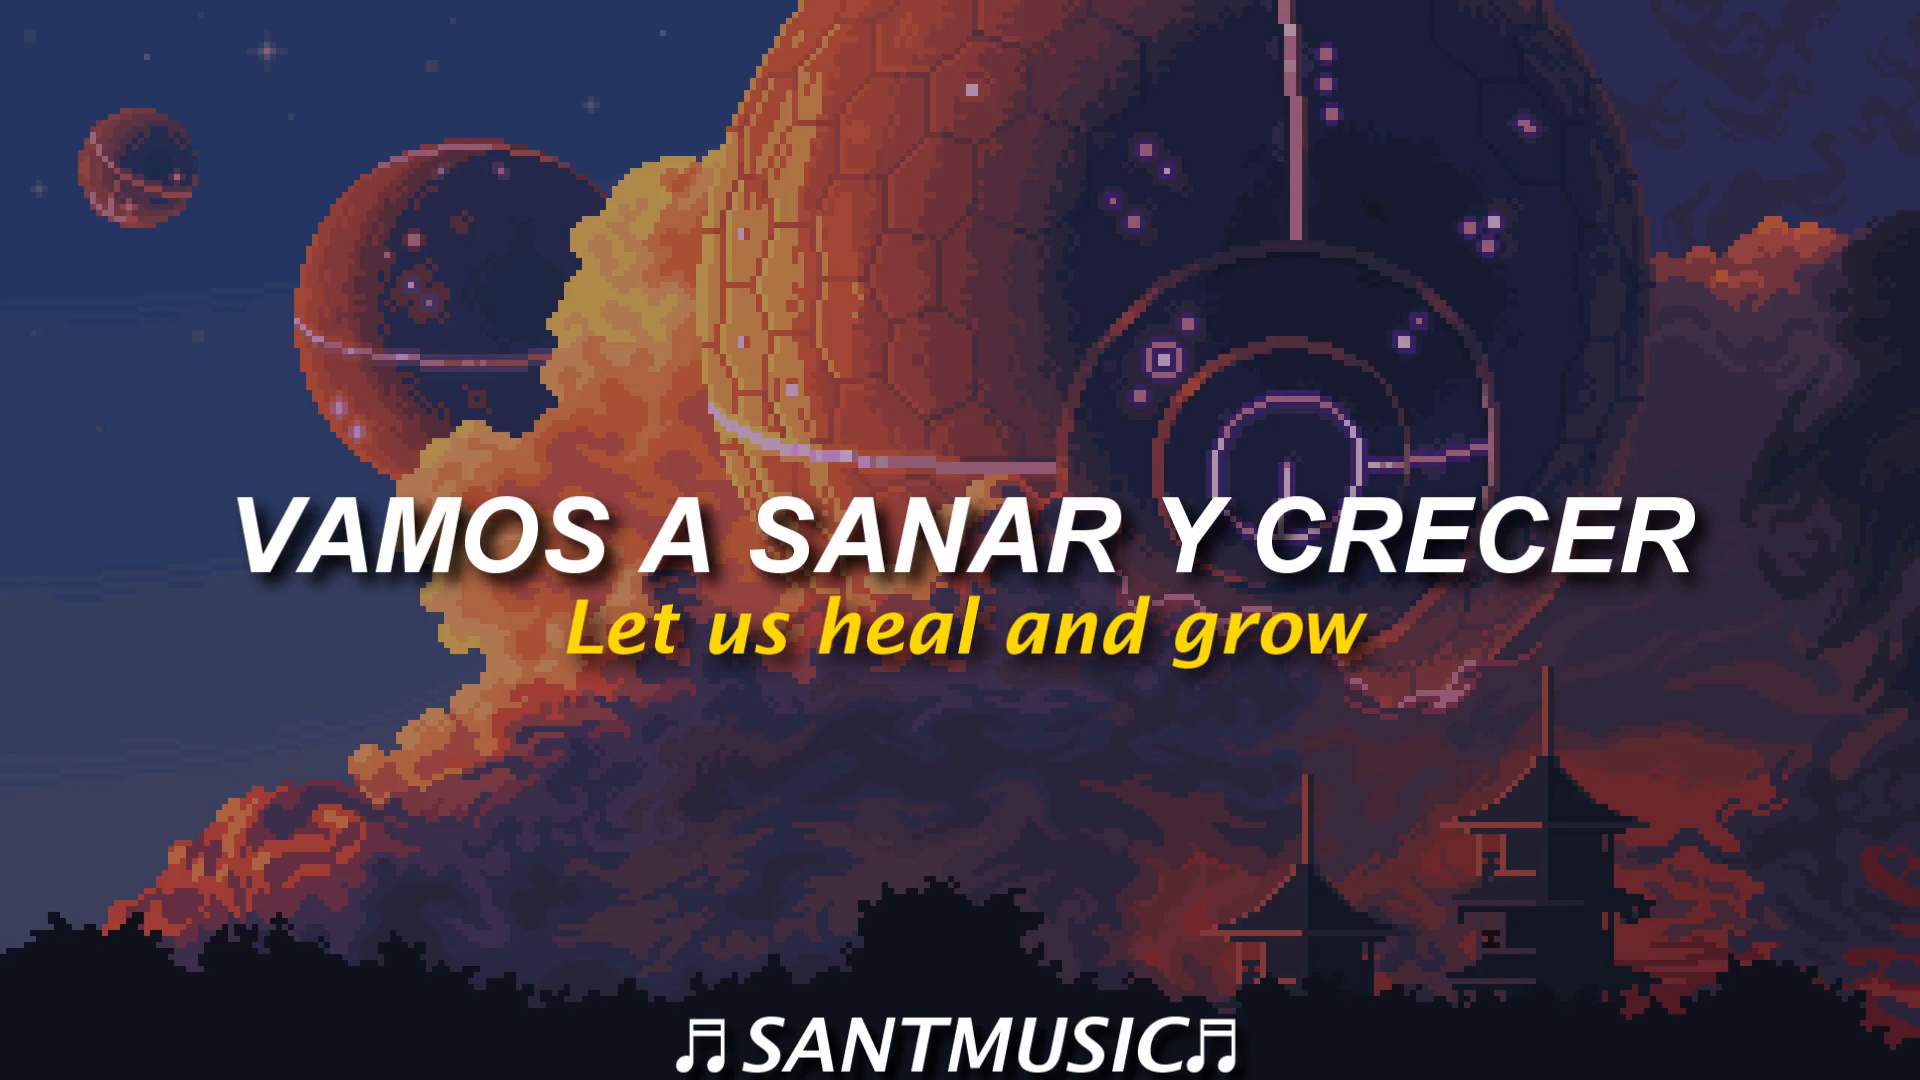 VAMOS A SANAR Y CRECER
Let us heal and grow
♬SANTMUSIC♬